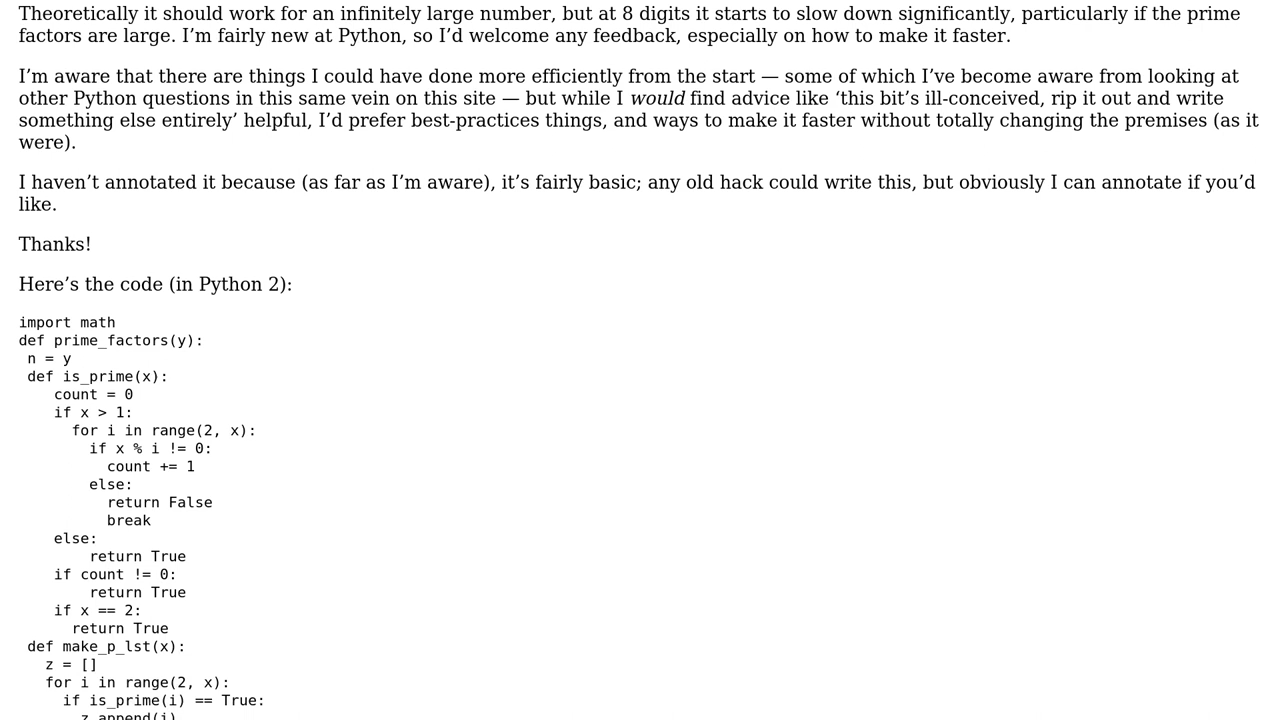 Theoretically it should work for an infinitely large number, but at 8 digits it starts to slow down significantly, particularly if the prime
factors are large. I’m fairly new at Python, so I’d welcome any feedback, especially on how to make it faster.
I’m aware that there are things I could have done more efficiently from the start — some of which I’ve become aware from looking at
other Python questions in this same vein on this site — but while I would find advice like ‘this bit’s ill-conceived, rip it out and write
something else entirely’ helpful, I’d prefer best-practices things, and ways to make it faster without totally changing the premises (as it
were).
I haven’t annotated it because (as far as I’m aware), it’s fairly basic; any old hack could write this, but obviously I can annotate if you’d
like.
Thanks!
Here’s the code (in Python 2):
import math
def prime_factors(y):
 n = y
 def is_prime(x):
    count = 0
    if x > 1:
      for i in range(2, x):
        if x % i != 0:
          count += 1
        else:
          return False
          break
    else:
        return True
    if count != 0:
        return True
    if x == 2:
      return True
 def make_p_lst(x):
   z = []
   for i in range(2, x):
     if is_prime(i) == True:
       z.append(i)